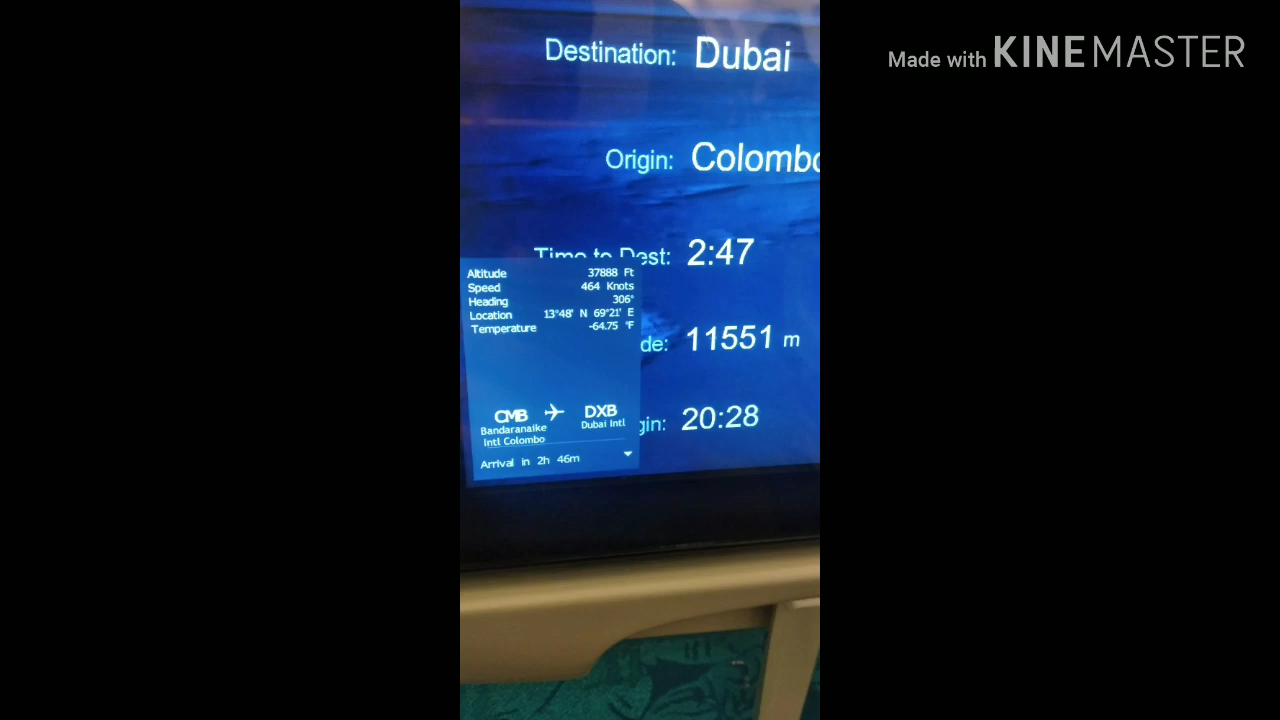 Made with KINEMASTER
Destination: Dubai
Origin: Colombo
Time to Dest: 2:47
de: 11551 m
gin: 20:28
Altitude 37888 Ft
Speed 464 Knots
Heading 306°
Location 13°48' N 69°21' E
Temperature -64.75 °F
CMB DXB
Bandaranaike Dubai Intl
Intl Colombo
Arrival in 2h 46m